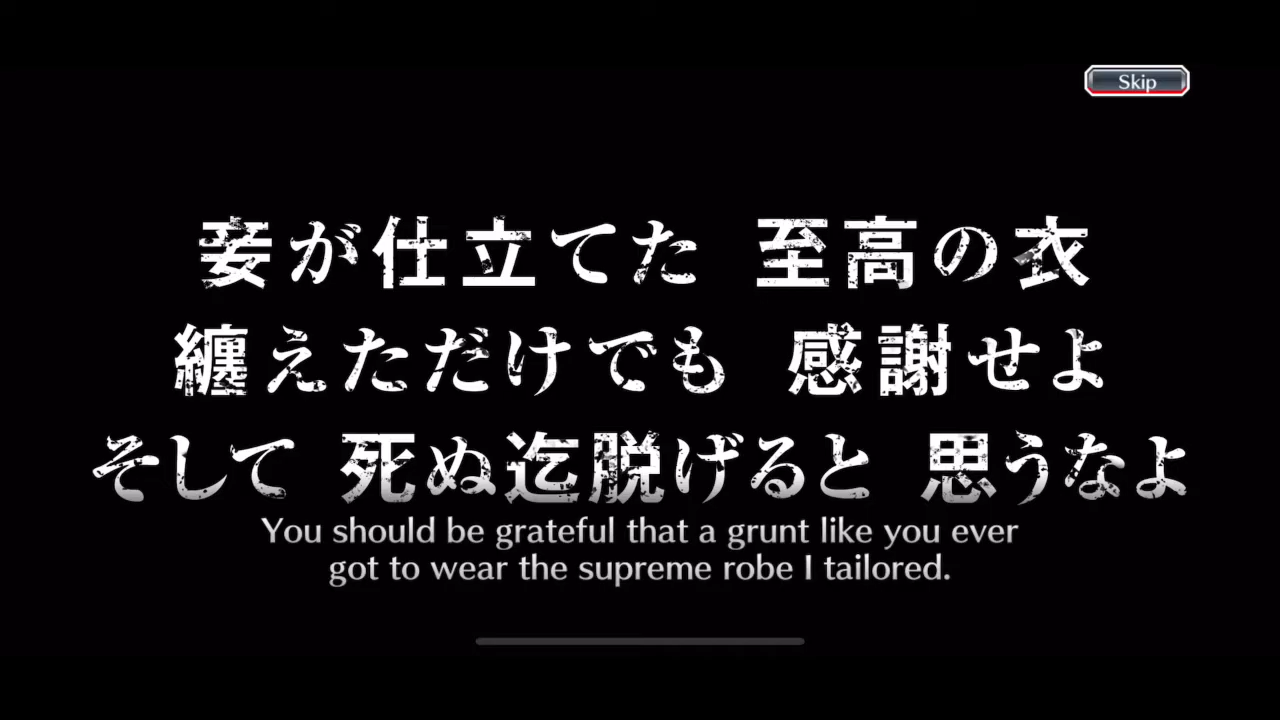 Skip
妾が仕立てた 至高の衣
纏えただけでも 感謝せよ
そして 死ぬ迄脱げると 思うなよ
You should be grateful that a grunt like you ever
got to wear the supreme robe I tailored.